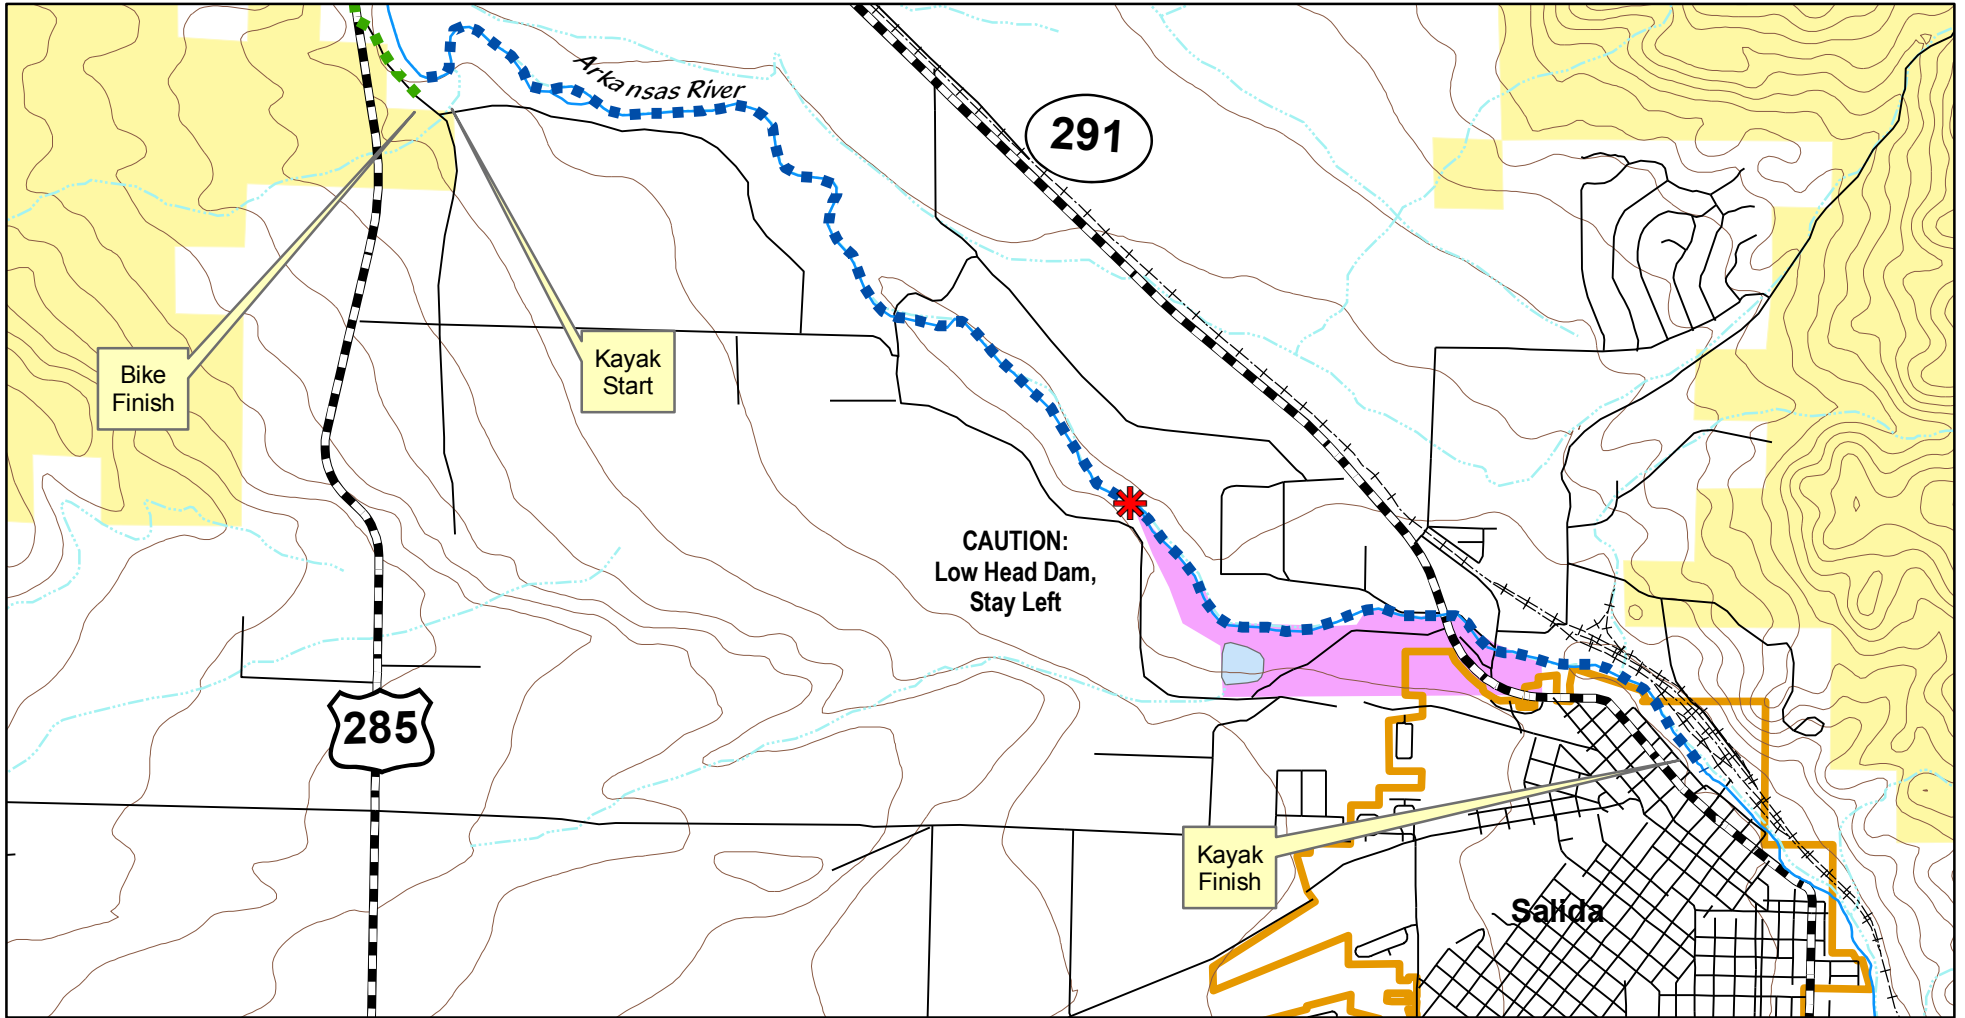 Arkansas River
291
Bike
Finish
Kayak
Start
CAUTION:
Low Head Dam,
Stay Left
285
Kayak
Finish
Salida